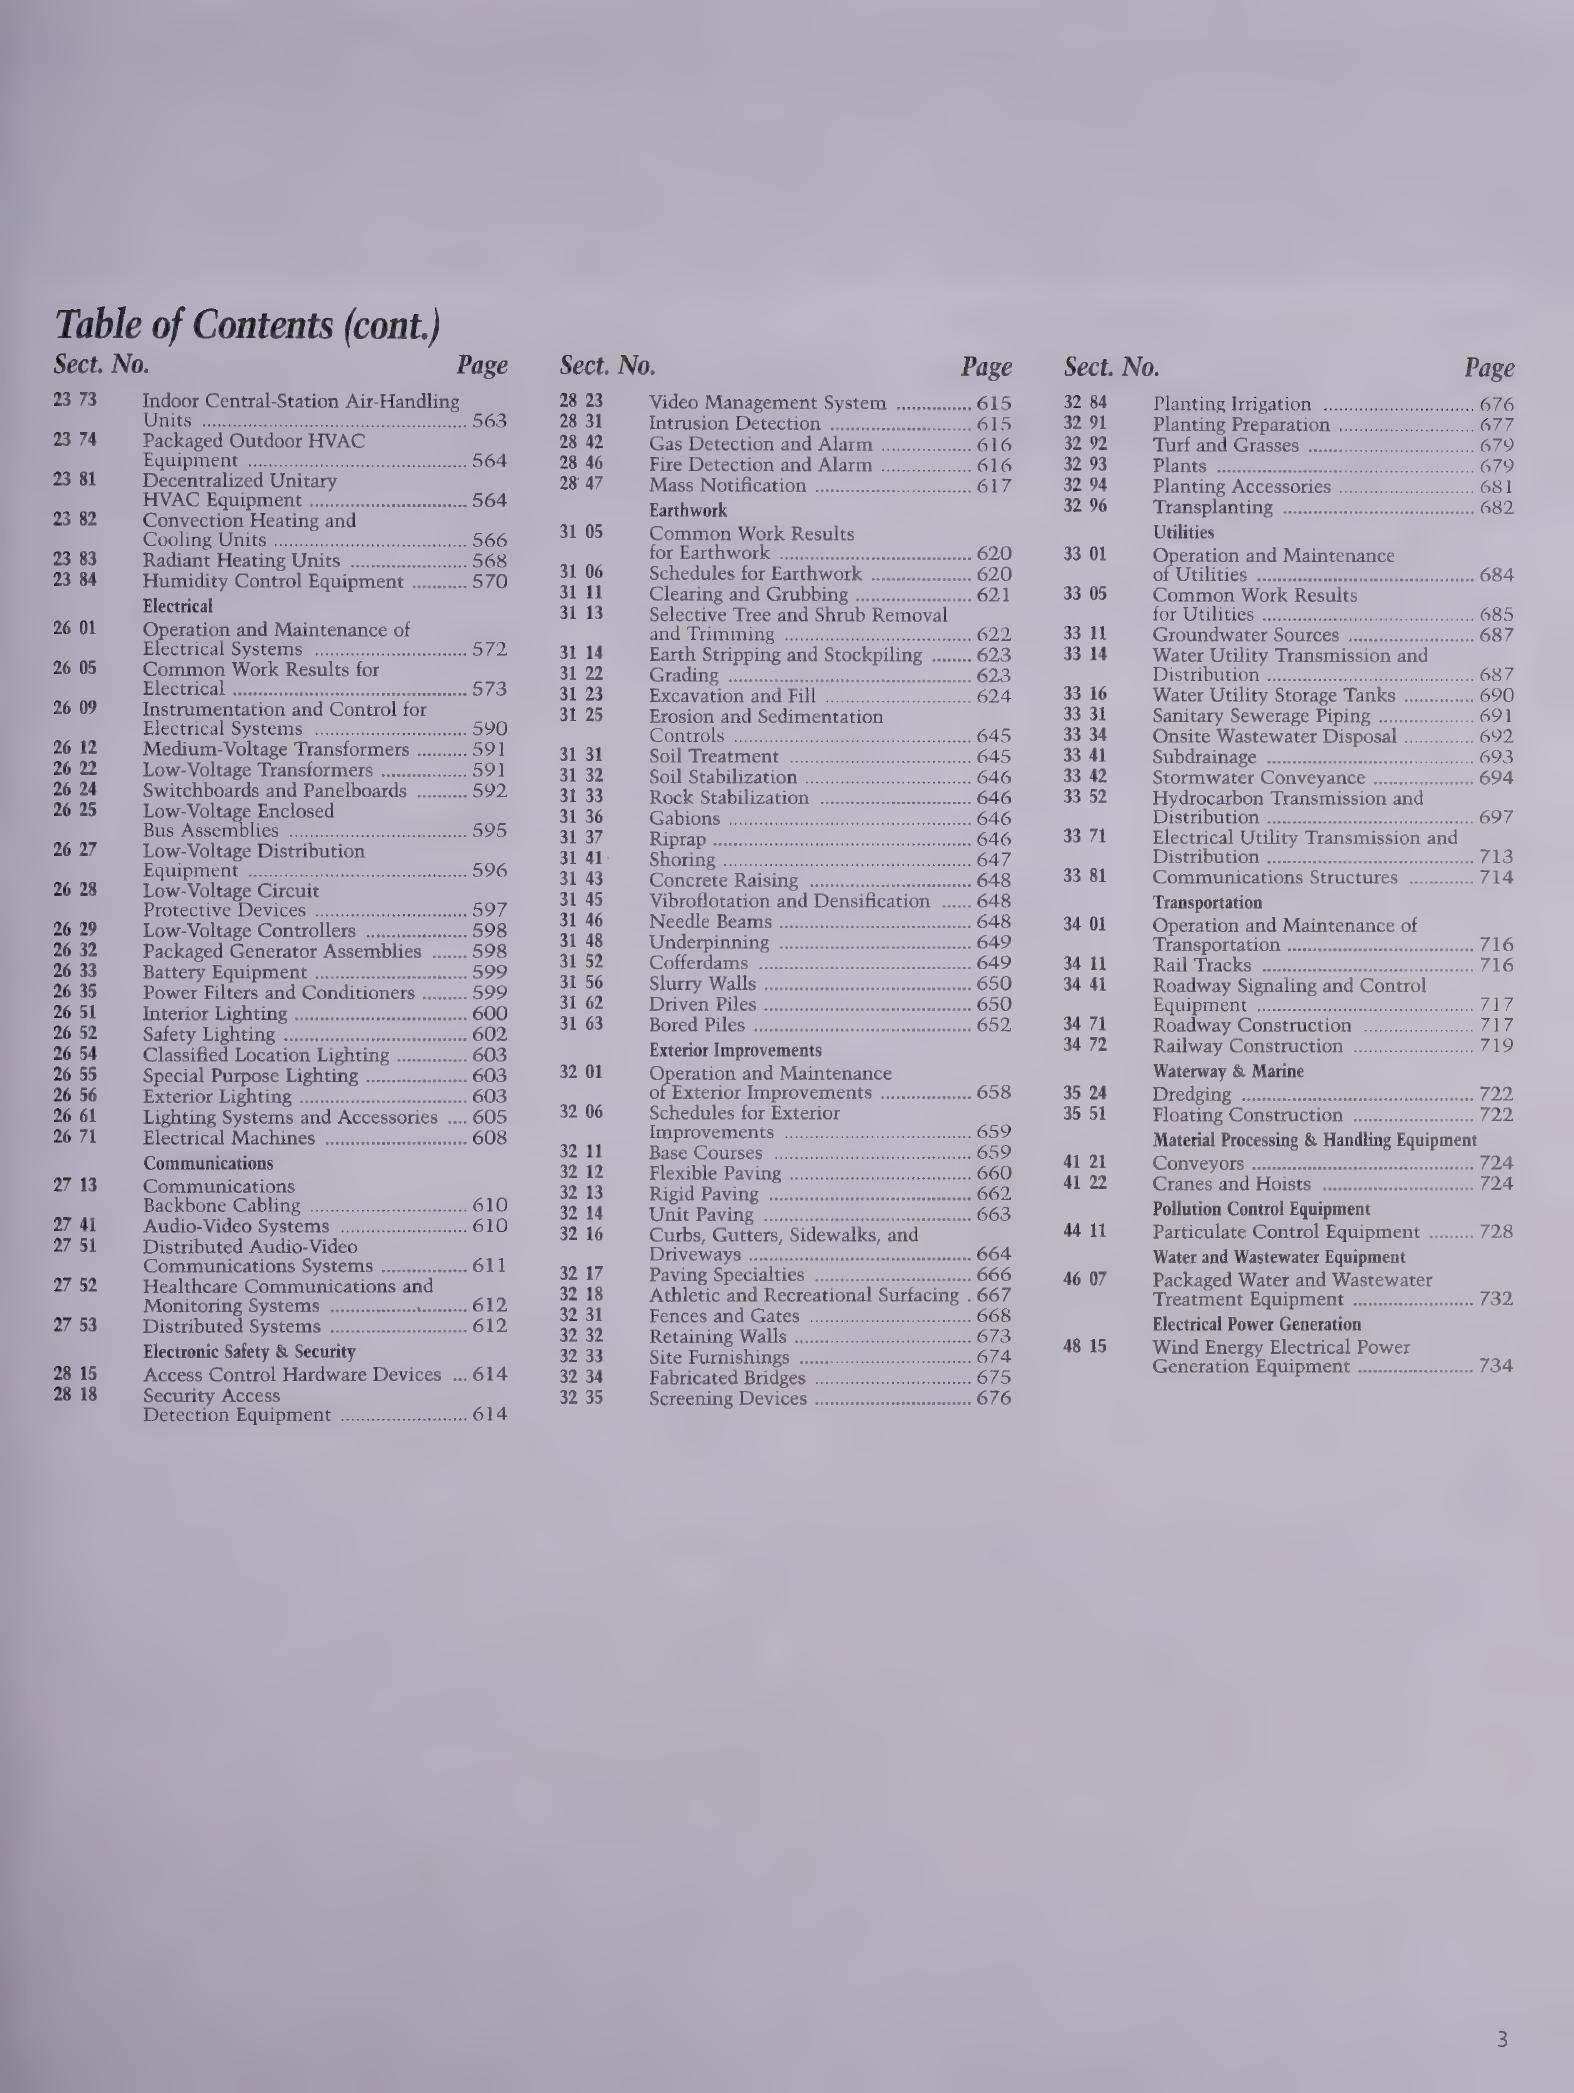 Table of Contents (cont.)
Sect. No. Page
23 73 Indoor Central-Station Air-Handling
Units ........ 563
23 74 Packaged Outdoor HVAC
Equipment ........ 564
23 81 Decentralized Unitary
HVAC Equipment ........ 564
23 82 Convection Heating and
Cooling Units ........ 566
23 83 Radiant Heating Units ........ 568
23 84 Humidity Control Equipment ........ 570
Electrical
26 01 Operation and Maintenance of
Electrical Systems ........ 572
26 05 Common Work Results for
Electrical ........ 573
26 09 Instrumentation and Control for
Electrical Systems ........ 590
26 12 Medium-Voltage Transformers ........ 591
26 22 Low-Voltage Transformers ........ 591
26 24 Switchboards and Panelboards ........ 592
26 25 Low-Voltage Enclosed
Bus Assemblies ........ 595
26 27 Low-Voltage Distribution
Equipment ........ 596
26 28 Low-Voltage Circuit
Protective Devices ........ 597
26 29 Low-Voltage Controllers ........ 598
26 32 Packaged Generator Assemblies ....... 598
26 33 Battery Equipment ........ 599
26 35 Power Filters and Conditioners ........ 599
26 51 Interior Lighting ........ 600
26 52 Safety Lighting ........ 602
26 54 Classified Location Lighting ........ 603
26 55 Special Purpose Lighting ........ 603
26 56 Exterior Lighting ........ 603
26 61 Lighting Systems and Accessories .... 605
26 71 Electrical Machines ........ 608
Communications
27 13 Communications
Backbone Cabling ........ 610
27 41 Audio-Video Systems ........ 610
27 51 Distributed Audio-Video
Communications Systems ........ 611
27 52 Healthcare Communications and
Monitoring Systems ........ 612
27 53 Distributed Systems ........ 612
Electronic Safety & Security
28 15 Access Control Hardware Devices ... 614
28 18 Security Access
Detection Equipment ........ 614
Sect. No. Page
28 23 Video Management System ........ 615
28 31 Intrusion Detection ........ 615
28 42 Gas Detection and Alarm ........ 616
28 46 Fire Detection and Alarm ........ 616
28 47 Mass Notification ........ 617
Earthwork
31 05 Common Work Results
for Earthwork ........ 620
31 06 Schedules for Earthwork ........ 620
31 11 Clearing and Grubbing ........ 621
31 13 Selective Tree and Shrub Removal
and Trimming ........ 622
31 14 Earth Stripping and Stockpiling ........ 623
31 22 Grading ........ 623
31 23 Excavation and Fill ........ 624
31 25 Erosion and Sedimentation
Controls ........ 645
31 31 Soil Treatment ........ 645
31 32 Soil Stabilization ........ 646
31 33 Rock Stabilization ........ 646
31 36 Gabions ........ 646
31 37 Riprap ........ 646
31 41 Shoring ........ 647
31 43 Concrete Raising ........ 648
31 45 Vibroflotation and Densification ...... 648
31 46 Needle Beams ........ 648
31 48 Underpinning ........ 649
31 52 Cofferdams ........ 649
31 56 Slurry Walls ........ 650
31 62 Driven Piles ........ 650
31 63 Bored Piles ........ 652
Exterior Improvements
32 01 Operation and Maintenance
of Exterior Improvements ........ 658
32 06 Schedules for Exterior
Improvements ........ 659
32 11 Base Courses ........ 659
32 12 Flexible Paving ........ 660
32 13 Rigid Paving ........ 662
32 14 Unit Paving ........ 663
32 16 Curbs, Gutters, Sidewalks, and
Driveways ........ 664
32 17 Paving Specialties ........ 666
32 18 Athletic and Recreational Surfacing . 667
32 31 Fences and Gates ........ 668
32 32 Retaining Walls ........ 673
32 33 Site Furnishings ........ 674
32 34 Fabricated Bridges ........ 675
32 35 Screening Devices ........ 676
Sect. No. Page
32 84 Planting Irrigation ........ 676
32 91 Planting Preparation ........ 677
32 92 Turf and Grasses ........ 679
32 93 Plants ........ 679
32 94 Planting Accessories ........ 681
32 96 Transplanting ........ 682
Utilities
33 01 Operation and Maintenance
of Utilities ........ 684
33 05 Common Work Results
for Utilities ........ 685
33 11 Groundwater Sources ........ 687
33 14 Water Utility Transmission and
Distribution ........ 687
33 16 Water Utility Storage Tanks ........ 690
33 31 Sanitary Sewerage Piping ........ 691
33 34 Onsite Wastewater Disposal ........ 692
33 41 Subdrainage ........ 693
33 42 Stormwater Conveyance ........ 694
33 52 Hydrocarbon Transmission and
Distribution ........ 697
33 71 Electrical Utility Transmission and
Distribution ........ 713
33 81 Communications Structures ........ 714
Transportation
34 01 Operation and Maintenance of
Transportation ........ 716
34 11 Rail Tracks ........ 716
34 41 Roadway Signaling and Control
Equipment ........ 717
34 71 Roadway Construction ........ 717
34 72 Railway Construction ........ 719
Waterway & Marine
35 24 Dredging ........ 722
35 51 Floating Construction ........ 722
Material Processing & Handling Equipment
41 21 Conveyors ........ 724
41 22 Cranes and Hoists ........ 724
Pollution Control Equipment
44 11 Particulate Control Equipment ........ 728
Water and Wastewater Equipment
46 07 Packaged Water and Wastewater
Treatment Equipment ........ 732
Electrical Power Generation
48 15 Wind Energy Electrical Power
Generation Equipment ........ 734
3